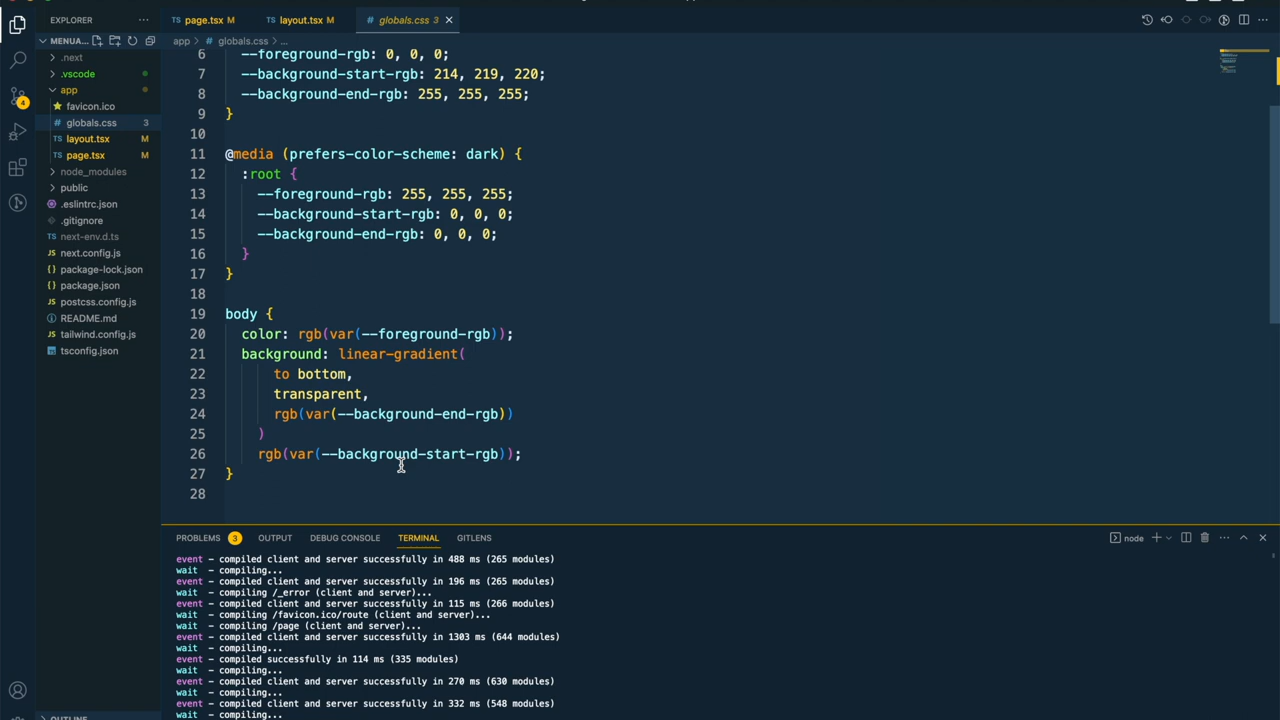 EXPLORER
page.tsx M
layout.tsx M
globals.css 3
MENUA...
app
globals.css
...
.next
.vscode
app
favicon.ico
globals.css 3
layout.tsx M
page.tsx M
node_modules
public
.eslintrc.json
.gitignore
next-env.d.ts
next.config.js
package-lock.json
package.json
postcss.config.js
README.md
tailwind.config.js
tsconfig.json
4
6 --foreground-rgb: 0, 0, 0;
7 --background-start-rgb: 214, 219, 220;
8 --background-end-rgb: 255, 255, 255;
9 }
10
11 @media (prefers-color-scheme: dark) {
12 :root {
13 --foreground-rgb: 255, 255, 255;
14 --background-start-rgb: 0, 0, 0;
15 --background-end-rgb: 0, 0, 0;
16 }
17 }
18
19 body {
20 color: rgb(var(--foreground-rgb));
21 background: linear-gradient(
22 to bottom,
23 transparent,
24 rgb(var(--background-end-rgb))
25 )
26 rgb(var(--background-start-rgb));
27 }
28
PROBLEMS 3 OUTPUT DEBUG CONSOLE TERMINAL GITLENS
node
event - compiled client and server successfully in 488 ms (265 modules)
wait - compiling...
event - compiled client and server successfully in 196 ms (265 modules)
wait - compiling /_error (client and server)...
event - compiled client and server successfully in 115 ms (266 modules)
wait - compiling /favicon.ico/route (client and server)...
wait - compiling /page (client and server)...
event - compiled client and server successfully in 1303 ms (644 modules)
wait - compiling...
event - compiled successfully in 114 ms (335 modules)
wait - compiling...
event - compiled client and server successfully in 270 ms (630 modules)
wait - compiling...
event - compiled client and server successfully in 332 ms (548 modules)
wait - compiling...
OUTLINE